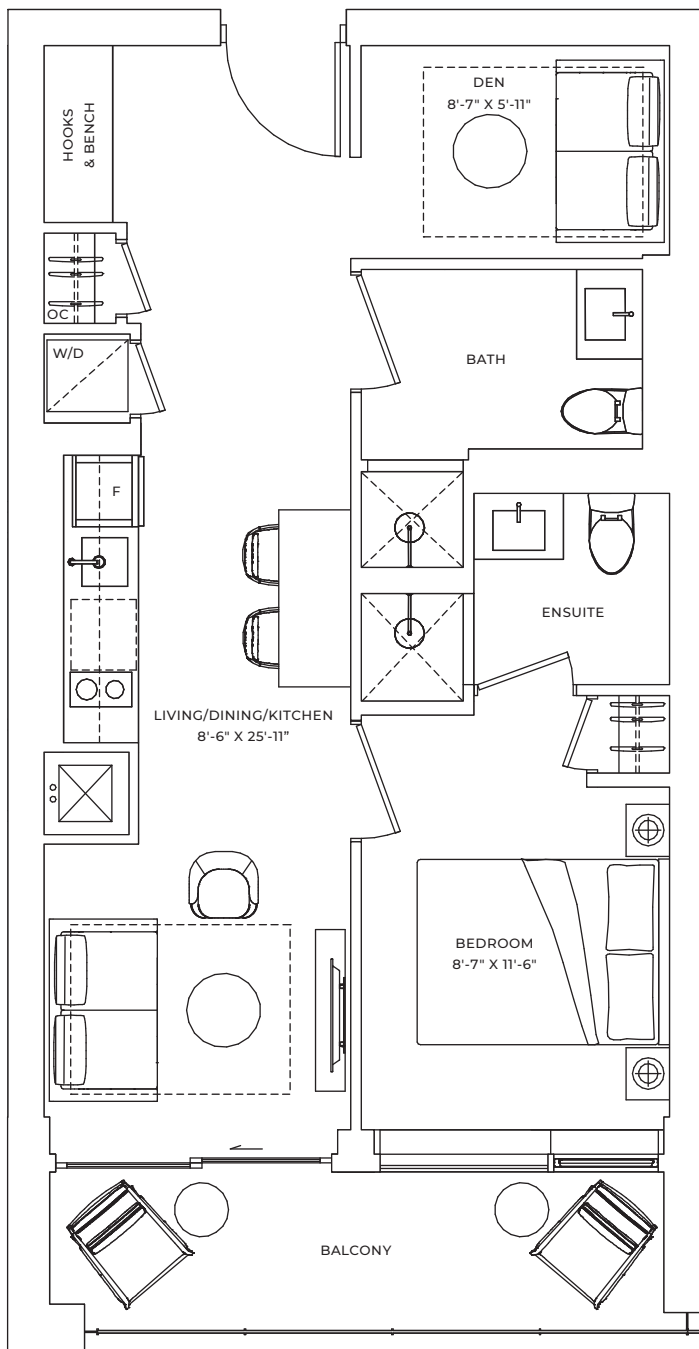 DEN
8'-7" X 5'-11"
HOOKS
& BENCH
OC
W/D
BATH
F
ENSUITE
LIVING/DINING/KITCHEN
8'-6" X 25'-11”
BEDROOM
8'-7" X 11'-6"
BALCONY